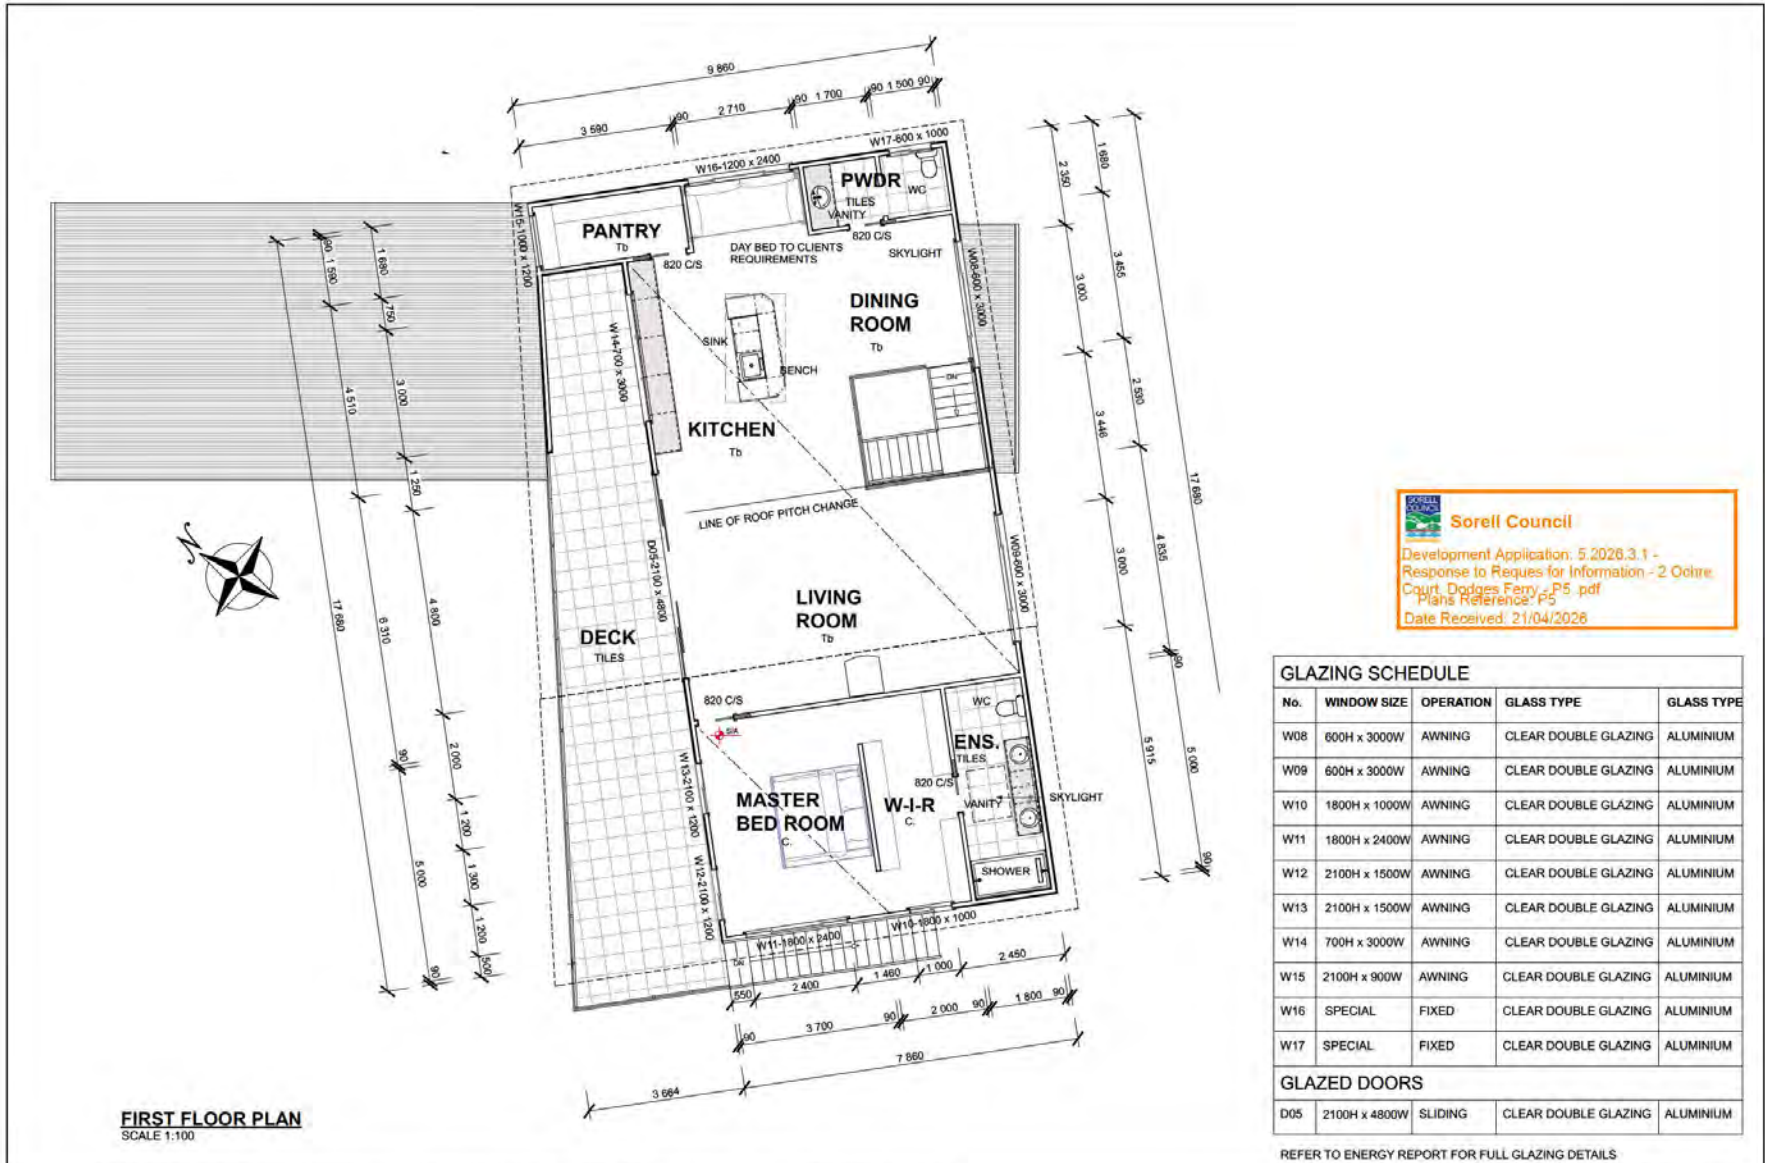 9 860
90 2 710 90 1 700 90 1 500 90
3 590
W17-600 x 1000
W16-1200 x 2400
W15-1000 x 1200
PWDR
TILES
VANITY
WC
PANTRY
Tb
820 C/S
820 C/S
DAY BED TO CLIENTS
REQUIREMENTS
SKYLIGHT
W08-600 x 3000
DINING
ROOM
Tb
SINK
BENCH
W14-700 x 3000
DN
KITCHEN
Tb
LINE OF ROOF PITCH CHANGE
D05-2100 x 4800
W09-600 x 3000
LIVING
ROOM
Tb
DECK
TILES
820 C/S
WC
ENS.
TILES
820 C/S
VANITY
SKYLIGHT
W13-2100 x 1200
MASTER
BED ROOM
C.
W-I-R
C.
SHOWER
W12-2100 x 1200
W11-1800 x 2400
W10-1800 x 1000
DN
550
2 400
1 460
1 000
2 450
90
3 700
90
2 000
90
1 800
90
7 860
3 664
17 680
90
1 590
4 510
6 310
90
5 000
90
1 680
750
3 000
1 250
4 800
2 000
1 200
1 300
1 200
500
2 350
3 000
3 446
3 000
5 915
1 680
3 455
2 530
4 835
90
5 000
90
17 680
N
SORELL
COUNCIL
Sorell Council
Development Application: 5.2026.3.1 -
Response to Reques for Information - 2 Ochre
Court, Dodges Ferry - P5 .pdf
Plans Reference: P5
Date Received: 21/04/2026
GLAZING SCHEDULE
No. WINDOW SIZE OPERATION GLASS TYPE GLASS TYPE
W08 600H x 3000W AWNING CLEAR DOUBLE GLAZING ALUMINIUM
W09 600H x 3000W AWNING CLEAR DOUBLE GLAZING ALUMINIUM
W10 1800H x 1000W AWNING CLEAR DOUBLE GLAZING ALUMINIUM
W11 1800H x 2400W AWNING CLEAR DOUBLE GLAZING ALUMINIUM
W12 2100H x 1500W AWNING CLEAR DOUBLE GLAZING ALUMINIUM
W13 2100H x 1500W AWNING CLEAR DOUBLE GLAZING ALUMINIUM
W14 700H x 3000W AWNING CLEAR DOUBLE GLAZING ALUMINIUM
W15 2100H x 900W AWNING CLEAR DOUBLE GLAZING ALUMINIUM
W16 SPECIAL FIXED CLEAR DOUBLE GLAZING ALUMINIUM
W17 SPECIAL FIXED CLEAR DOUBLE GLAZING ALUMINIUM
GLAZED DOORS
D05 2100H x 4800W SLIDING CLEAR DOUBLE GLAZING ALUMINIUM
REFER TO ENERGY REPORT FOR FULL GLAZING DETAILS
FIRST FLOOR PLAN
SCALE 1:100